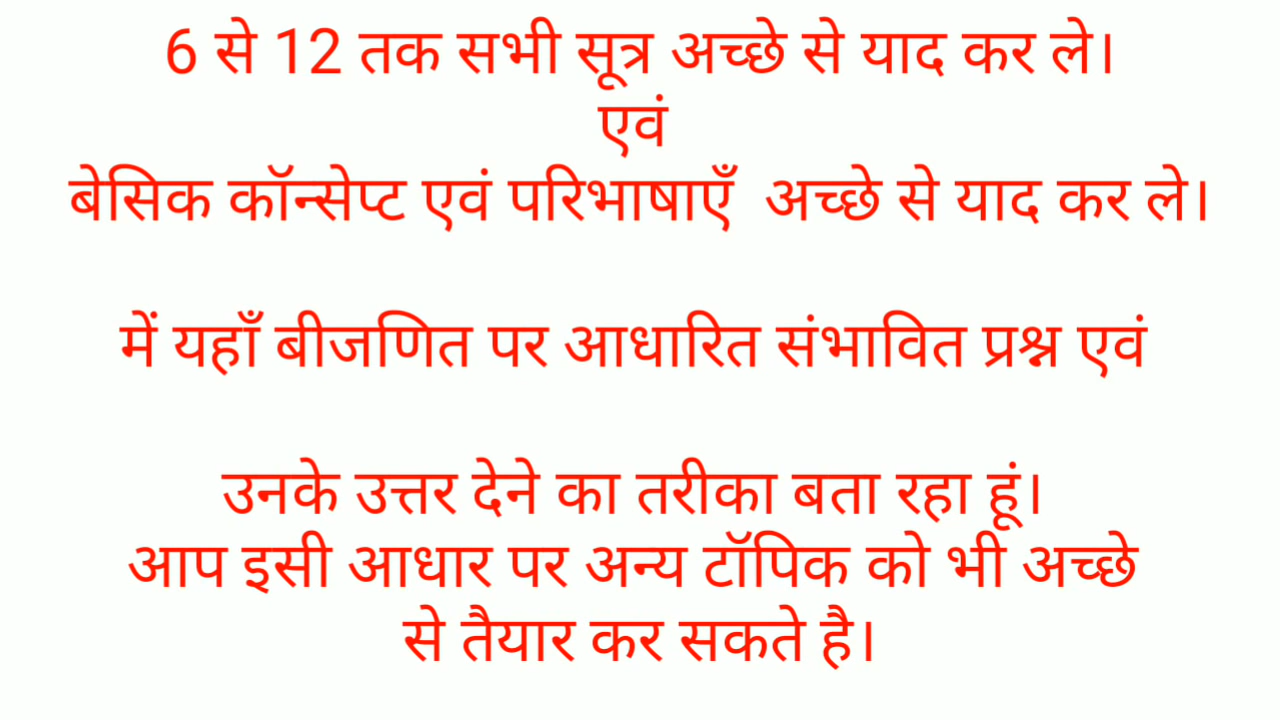 6 से 12 तक सभी सूत्र अच्छे से याद कर ले।
एवं
बेसिक कॉन्सेप्ट एवं परिभाषाएँ अच्छे से याद कर ले।
में यहाँ बीजणित पर आधारित संभावित प्रश्न एवं
उनके उत्तर देने का तरीका बता रहा हूं।
आप इसी आधार पर अन्य टॉपिक को भी अच्छे
से तैयार कर सकते है।